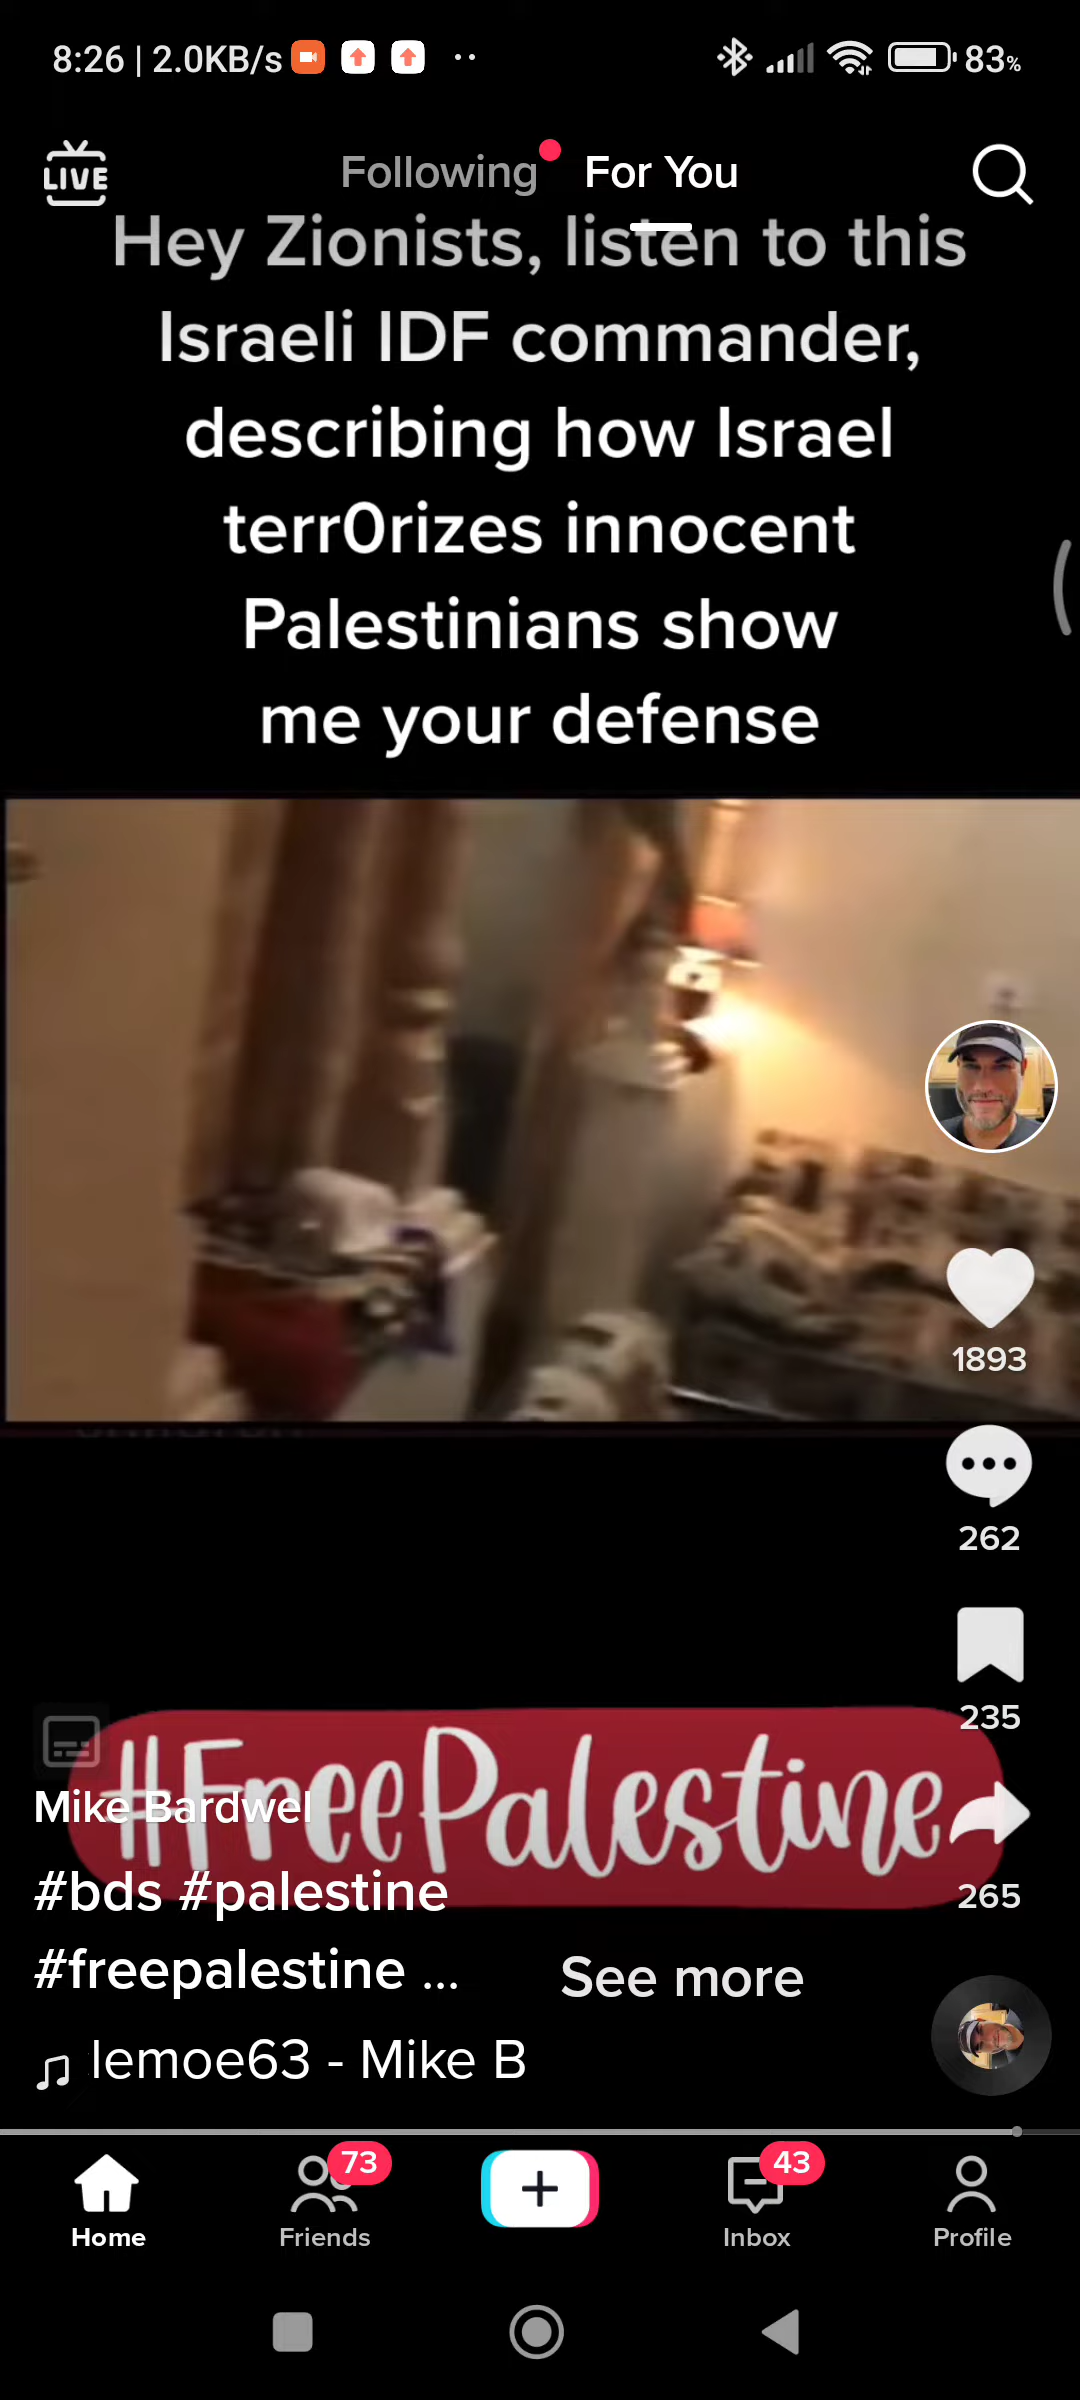 8:26 | 2.0KB/s
83%
LIVE
Following For You
Hey Zionists, listen to this
Israeli IDF commander,
describing how Israel
terr0rizes innocent
Palestinians show
me your defense
1893
262
235
#FreePalestine
Mike Bardwel
265
#bds #palestine
#freepalestine ... See more
lemoe63 - Mike B
73
43
Home
Friends
Inbox
Profile